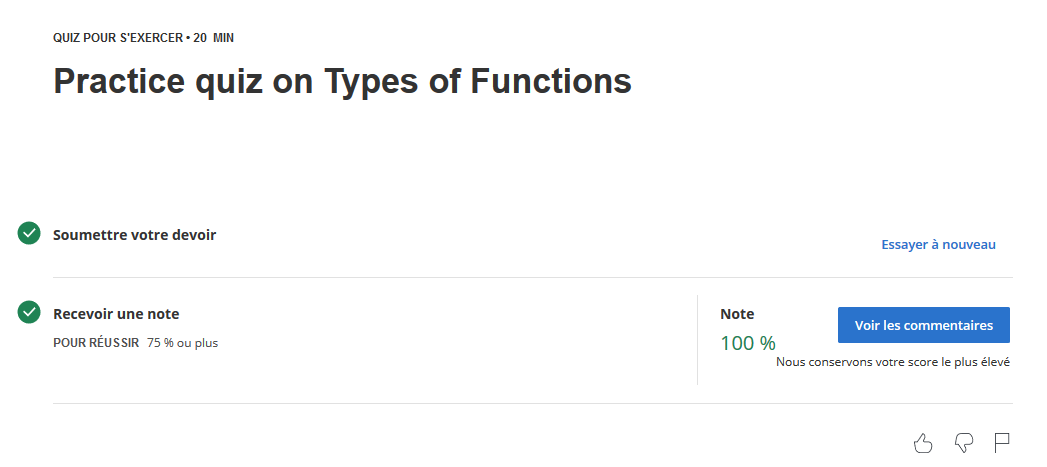 QUIZ POUR S'EXERCER • 20 MIN
Practice quiz on Types of Functions
Soumettre votre devoir
Essayer à nouveau
Recevoir une note
POUR RÉUSSIR 75 % ou plus
Note
100 %
Voir les commentaires
Nous conservons votre score le plus élevé